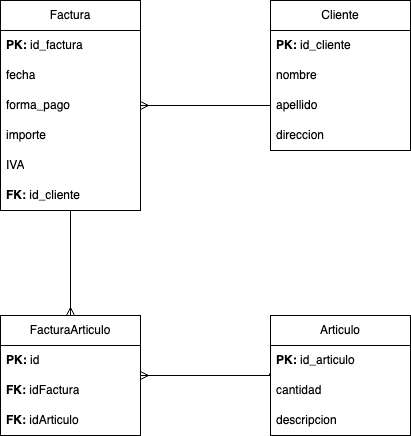 Factura
PK: id_factura
fecha
forma_pago
importe
IVA
FK: id_cliente
Cliente
PK: id_cliente
nombre
apellido
direccion
FacturaArticulo
PK: id
FK: idFactura
FK: idArticulo
Articulo
PK: id_articulo
cantidad
descripcion